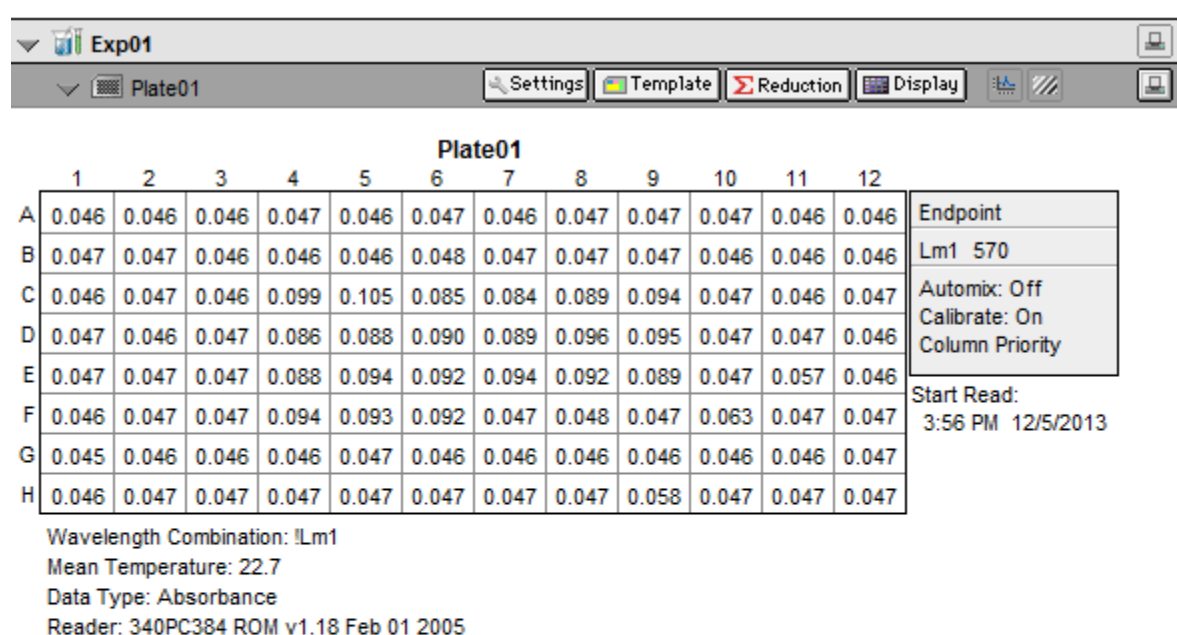 Exp01
Plate01 Settings Template Reduction Display
Plate01
1 2 3 4 5 6 7 8 9 10 11 12
A 0.046 0.046 0.046 0.047 0.046 0.047 0.046 0.047 0.047 0.047 0.046 0.046
B 0.047 0.047 0.046 0.046 0.046 0.048 0.047 0.047 0.047 0.046 0.046 0.046
C 0.046 0.047 0.046 0.099 0.105 0.085 0.084 0.089 0.094 0.047 0.046 0.047
D 0.047 0.046 0.047 0.086 0.088 0.090 0.089 0.096 0.095 0.047 0.047 0.046
E 0.047 0.047 0.047 0.088 0.094 0.092 0.094 0.092 0.089 0.047 0.057 0.046
F 0.046 0.047 0.047 0.094 0.093 0.092 0.047 0.048 0.047 0.063 0.047 0.047
G 0.045 0.046 0.046 0.046 0.047 0.046 0.046 0.046 0.046 0.046 0.046 0.047
H 0.046 0.047 0.047 0.047 0.047 0.047 0.047 0.047 0.058 0.047 0.047 0.047
Endpoint
Lm1 570
Automix: Off
Calibrate: On
Column Priority
Start Read:
3:56 PM 12/5/2013
Wavelength Combination: !Lm1
Mean Temperature: 22.7
Data Type: Absorbance
Reader: 340PC384 ROM v1.18 Feb 01 2005